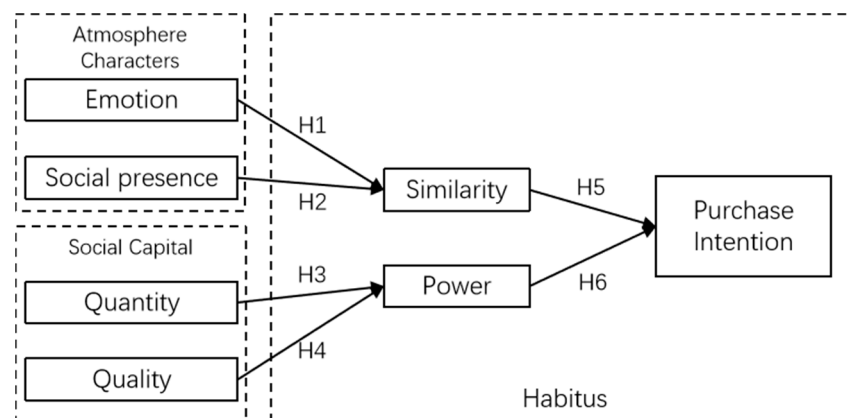 Atmosphere
Characters
Emotion
H1
Social presence
H2
Similarity
H5
Purchase
Intention
Social Capital
Quantity
H3
Power
H6
H4
Quality
Habitus